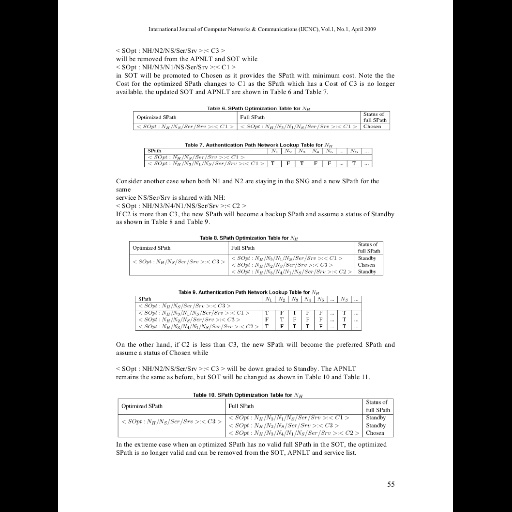 International Journal of Computer Networks & Communications (IJCNC), Vol.1, No.1, April 2009
< SOpt : NH/N2/NS/Ser/Srv >:< C3 >
will be removed from the APNLT and SOT while
< SOpt : NH/N3/N1/NS/Ser/Srv >:< C1 >
in SOT will be promoted to Chosen as it provides the SPath with minimum cost. Note the the
Cost for the optimized SPath changes to C1 as the SPath which has a Cost of C3 is no longer
available, the updated SOT and APNLT are shown in Table 6 and Table 7.
Table 6. SPath Optimization Table for N_H
Optimized SPath Full SPath Status of full SPath
< SOpt : N_H/N_S/Ser/Srv >:< C1 > < SOpt : N_H/N_3/N_1/N_S/Ser/Srv >:< C1 > Chosen
Table 7. Authentication Path Network Lookup Table for N_H
SPath
< SOpt : N_H/N_S/Ser/Srv >:< C1 >
< SOpt : N_H/N_3/N_1/N_S/Ser/Srv >:< C1 > T F T F F ... T ...
Consider another case when both N1 and N2 are staying in the SNG and a new SPath for the
same
service NS/Ser/Srv is shared with NH:
< SOpt : NH/N3/N4/N1/NS/Ser/Srv >:< C2 >
If C2 is more than C3, the new SPath will become a backup SPath and assume a status of Standby
as shown in Table 8 and Table 9.
Table 8. SPath Optimization Table for N_H
Optimized SPath Full SPath Status of full SPath
< SOpt : N_H/N_S/Ser/Srv >:< C3 > < SOpt : N_H/N_3/N_1/N_S/Ser/Srv >:< C1 > Standby
< SOpt : N_H/N_2/N_S/Ser/Srv >:< C3 > Chosen
< SOpt : N_H/N_3/N_4/N_1/N_S/Ser/Srv >:< C2 > Standby
Table 9. Authentication Path Network Lookup Table for N_H
SPath N_1 N_2 N_3 N_4 N_5 ... N_S ...
< SOpt : N_H/N_S/Ser/Srv >:< C3 >
< SOpt : N_H/N_3/N_1/N_S/Ser/Srv >:< C1 > T F T F F ... T ...
< SOpt : N_H/N_2/N_S/Ser/Srv >:< C3 > F T F F F ... T ...
< SOpt : N_H/N_3/N_4/N_1/N_S/Ser/Srv >:< C2 > T F T T F ... T ...
On the other hand, if C2 is less than C3, the new SPath will become the preferred SPath and
assume a status of Chosen while
< SOpt : NH/N2/NS/Ser/Srv >:< C3 > will be down graded to Standby. The APNLT
remains the same as before, but SOT will be changed as shown in Table 10 and Table 11.
Table 10. SPath Optimization Table for N_H
Optimized SPath Full SPath Status of full SPath
< SOpt : N_H/N_S/Ser/Srv >:< C2 > < SOpt : N_H/N_3/N_1/N_S/Ser/Srv >:< C1 > Standby
< SOpt : N_H/N_2/N_S/Ser/Srv >:< C3 > Standby
< SOpt : N_H/N_3/N_4/N_1/N_S/Ser/Srv >:< C2 > Chosen
In the extreme case when an optimized SPath has no valid full SPath in the SOT, the optimized
SPath is no longer valid and can be removed from the SOT, APNLT and service list.
55